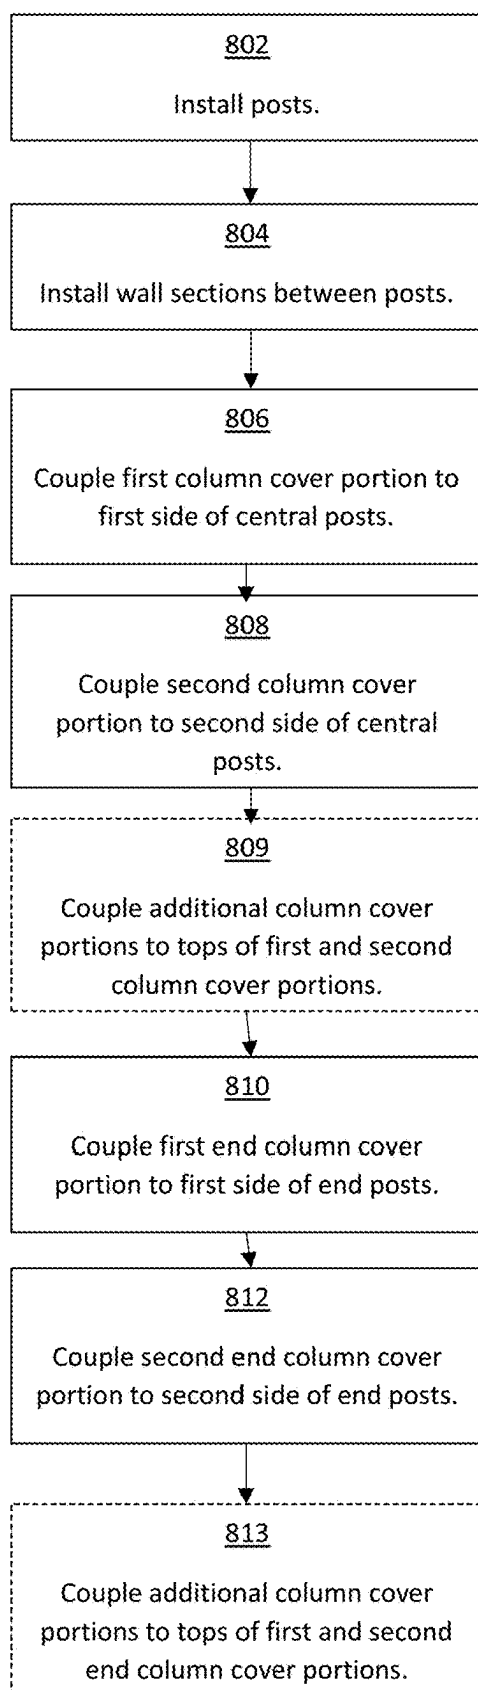 802
Install posts.
804
Install wall sections between posts.
806
Couple first column cover portion to
first side of central posts.
808
Couple second column cover
portion to second side of central
posts.
809
Couple additional column cover
portions to tops of first and second
column cover portions.
810
Couple first end column cover
portion to first side of end posts.
812
Couple second end column cover
portion to second side of end posts.
813
Couple additional column cover
portions to tops of first and second
end column cover portions.